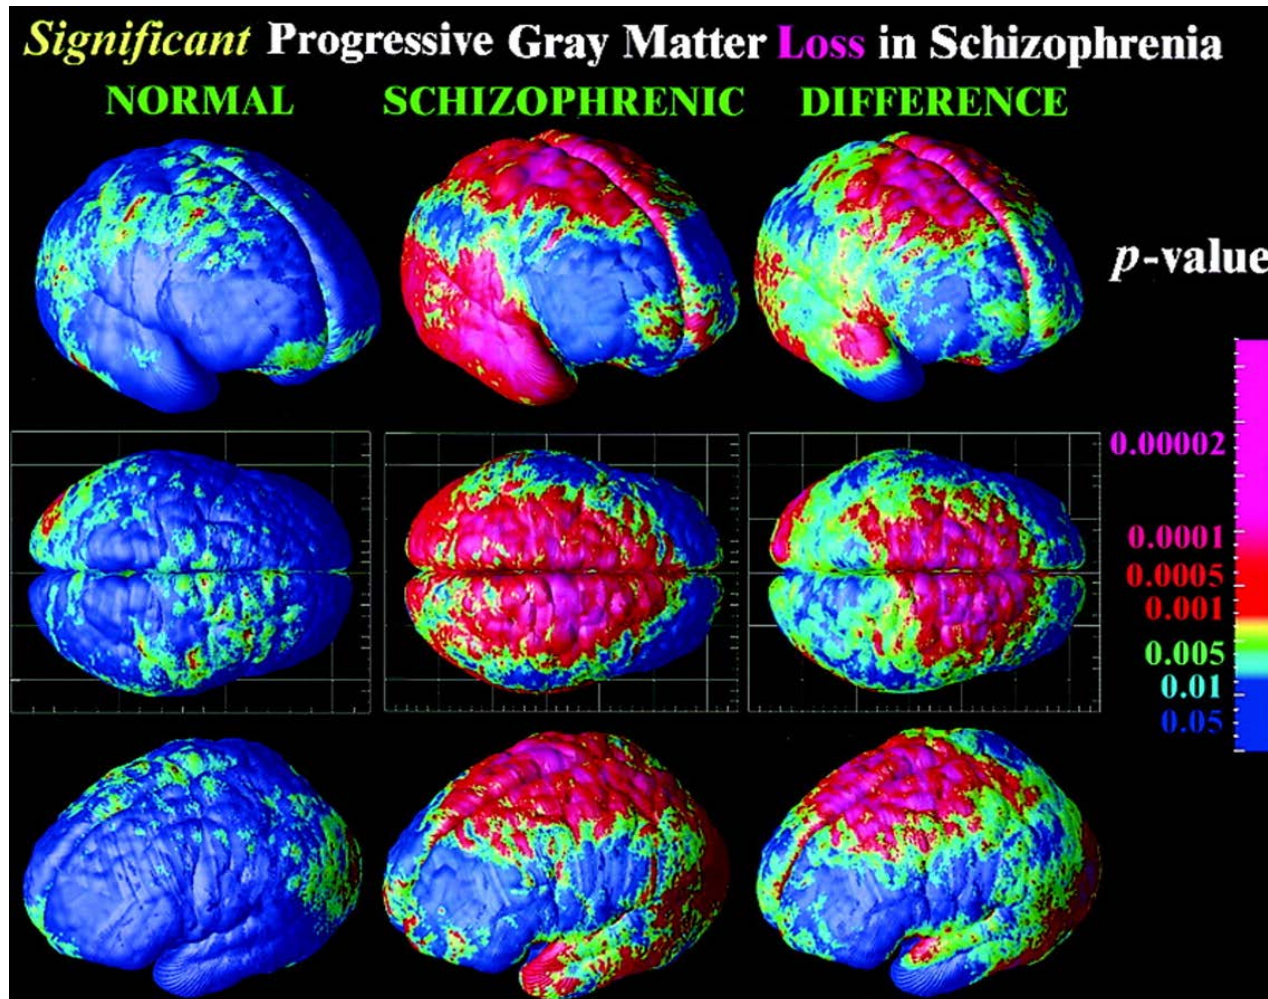 Significant Progressive Gray Matter Loss in Schizophrenia
NORMAL SCHIZOPHRENIC DIFFERENCE
p-value
0.00002
0.0001
0.0005
0.001
0.005
0.01
0.05